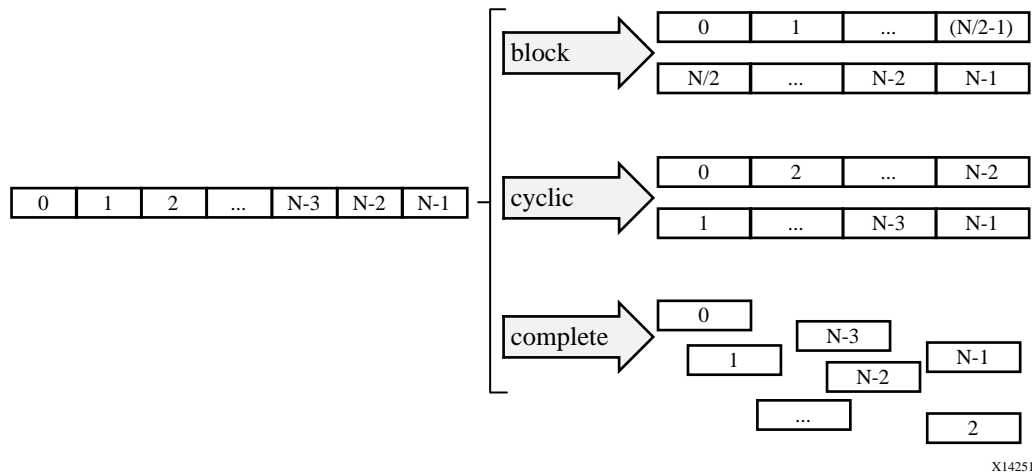 0 1 ... (N/2-1)
block
N/2 ... N-2 N-1
0 2 ... N-2
0 1 2 ... N-3 N-2 N-1
cyclic
1 ... N-3 N-1
0
complete
N-3
1
N-1
N-2
...
2
X14251